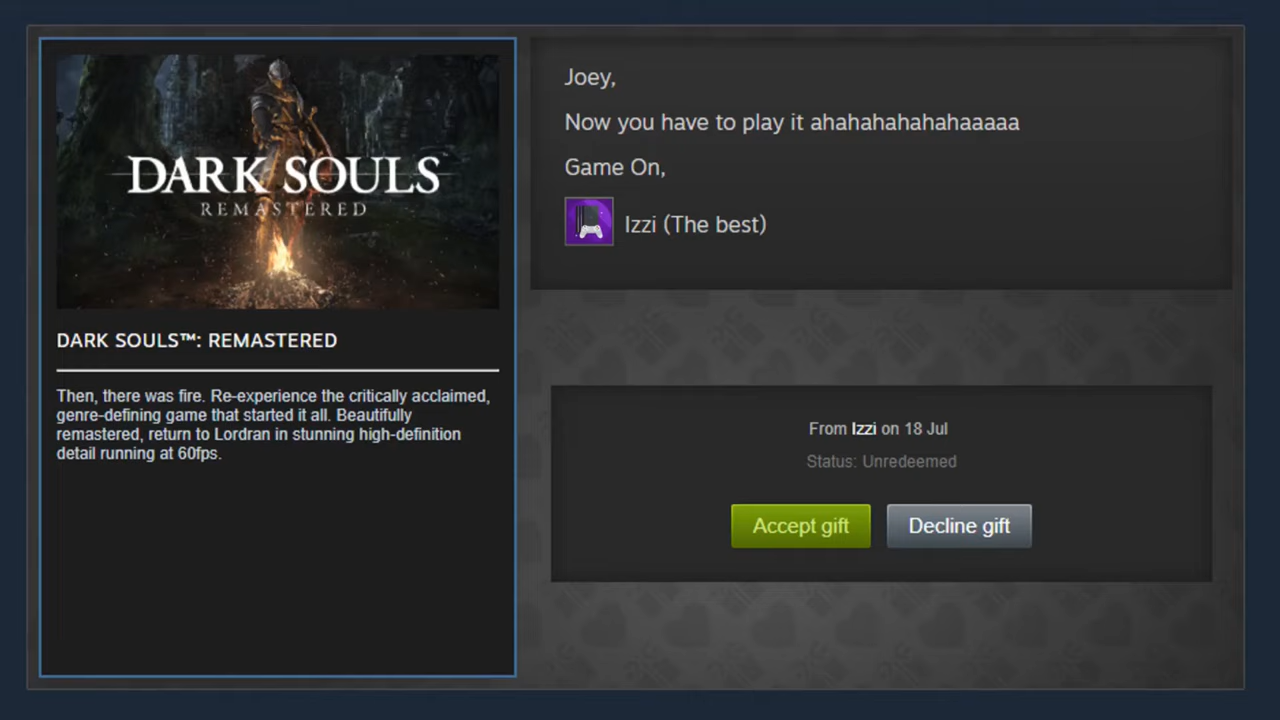 DARK SOULS
REMASTERED
DARK SOULS™: REMASTERED
Then, there was fire. Re-experience the critically acclaimed,
genre-defining game that started it all. Beautifully
remastered, return to Lordran in stunning high-definition
detail running at 60fps.
Joey,
Now you have to play it ahahahahahahaaaaa
Game On,
Izzi (The best)
From Izzi on 18 Jul
Status: Unredeemed
Accept gift
Decline gift